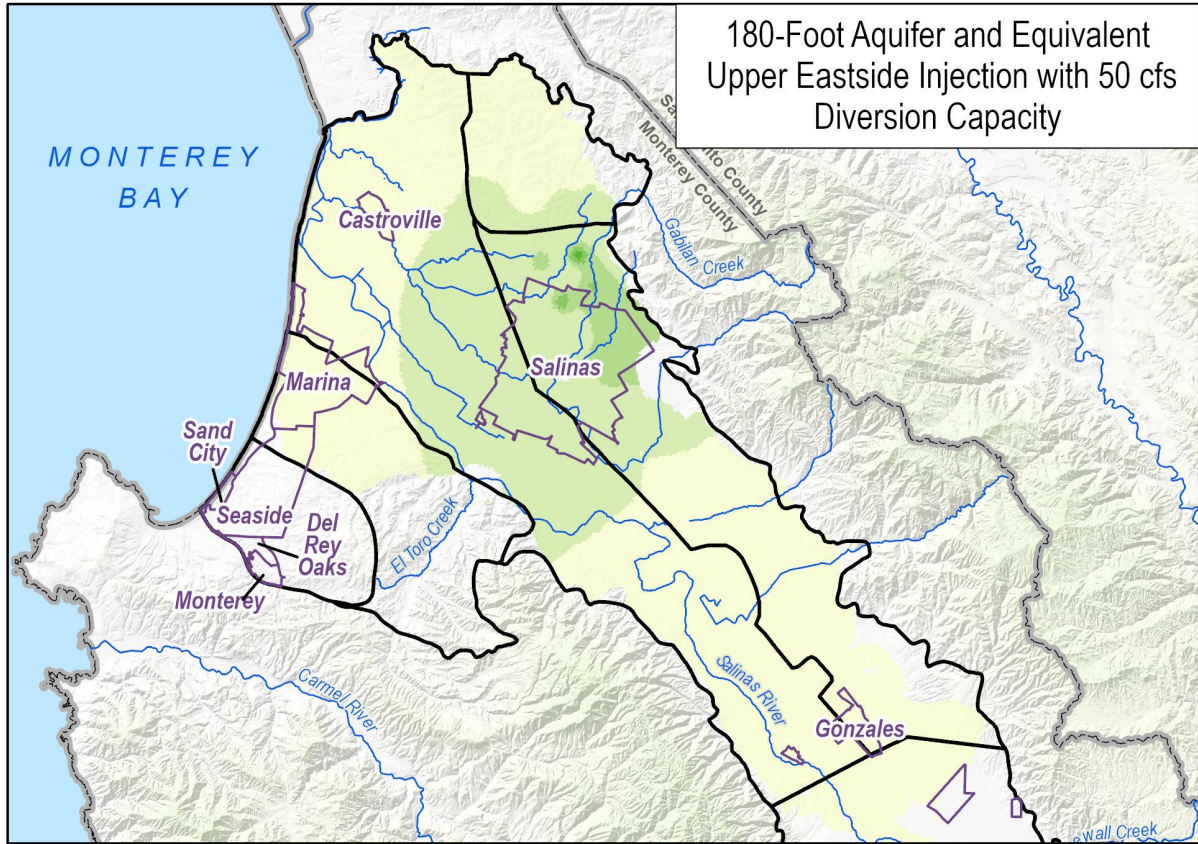 180-Foot Aquifer and Equivalent
Upper Eastside Injection with 50 cfs
Diversion Capacity
MONTEREY
BAY
Monterey County
Castroville
Gabilan Creek
Salinas
Marina
Sand
City
Seaside
Del
Rey
Oaks
El Toro Creek
Monterey
Carmel River
Salinas River
Gonzales
Creek